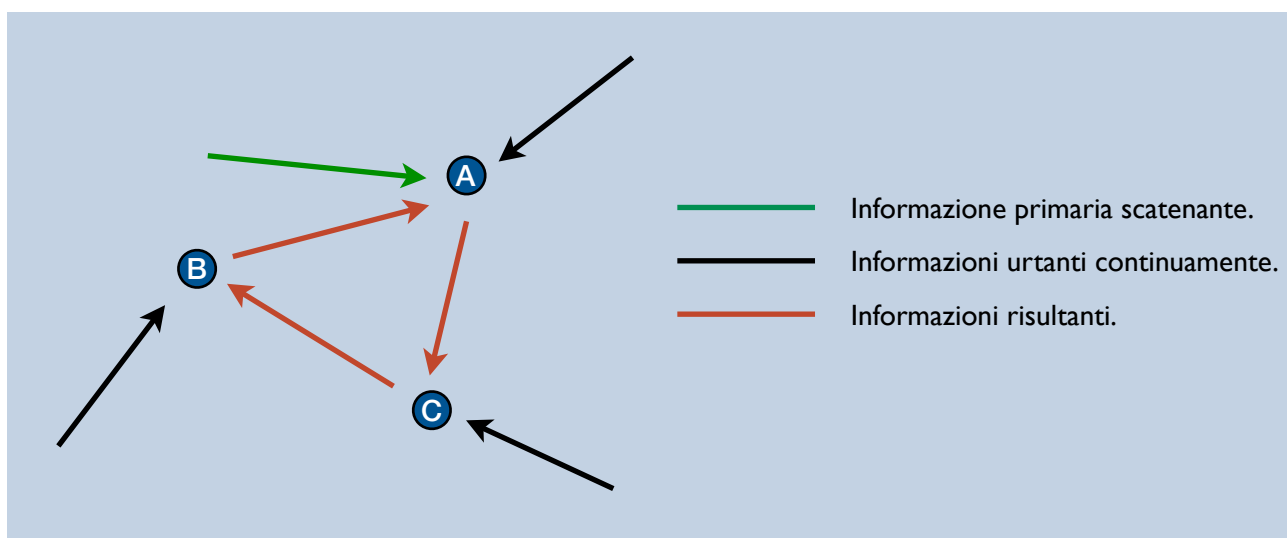 A
B
C
Informazione primaria scatenante.
Informazioni urtanti continuamente.
Informazioni risultanti.